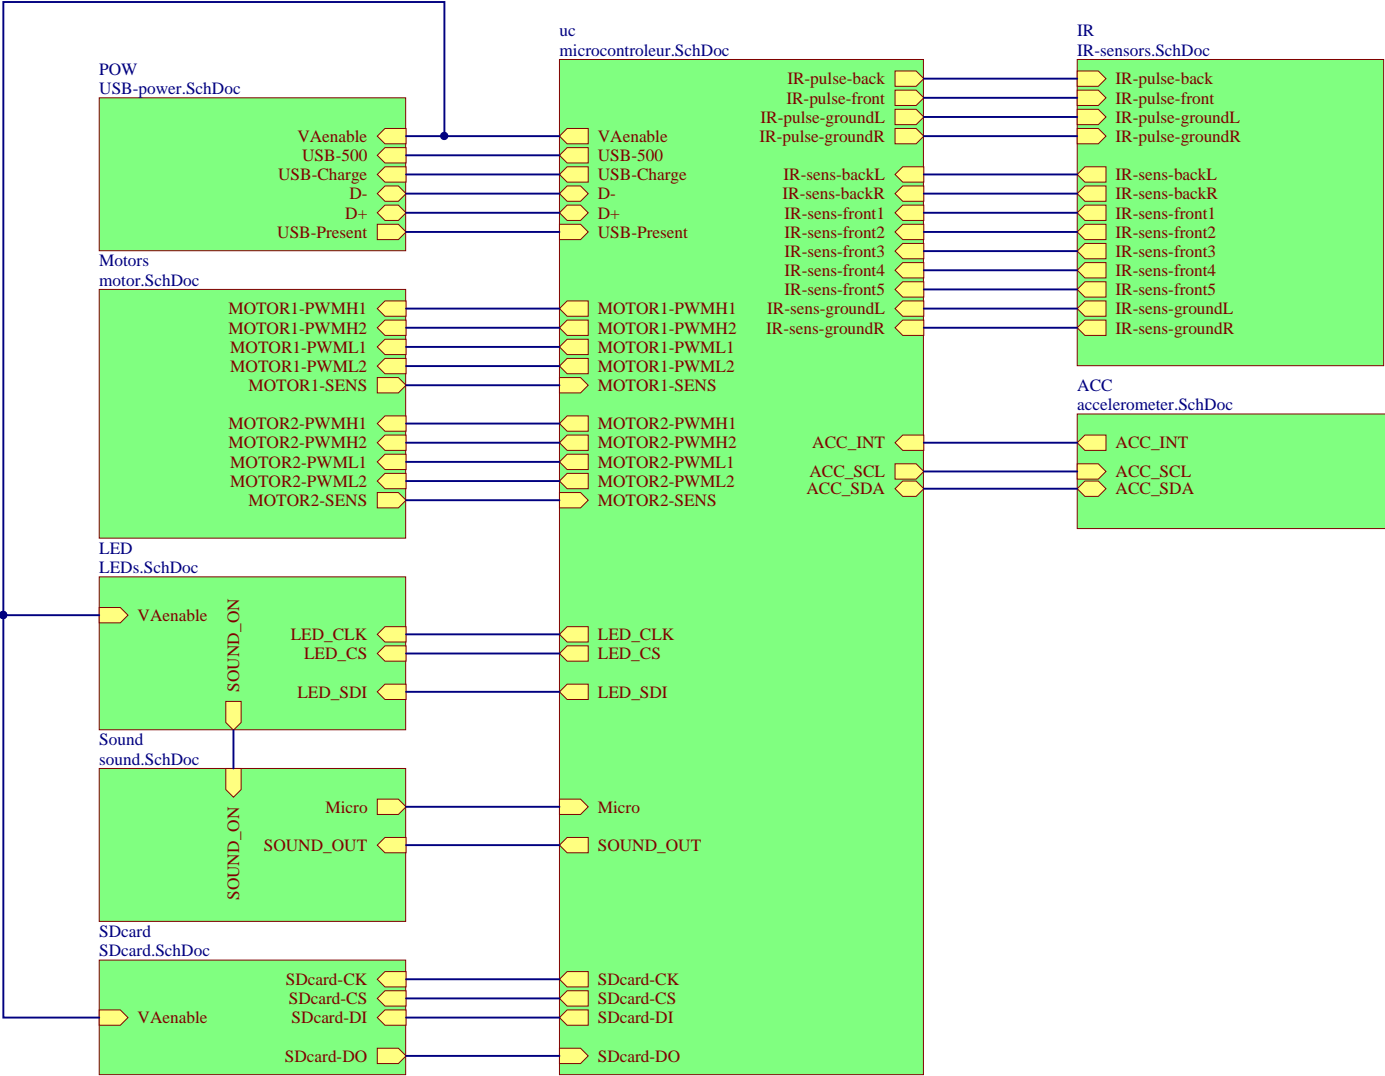 POW
USB-power.SchDoc
VAenable
USB-500
USB-Charge
D-
D+
USB-Present
Motors
motor.SchDoc
MOTOR1-PWMH1
MOTOR1-PWMH2
MOTOR1-PWML1
MOTOR1-PWML2
MOTOR1-SENS
MOTOR2-PWMH1
MOTOR2-PWMH2
MOTOR2-PWML1
MOTOR2-PWML2
MOTOR2-SENS
LED
LEDs.SchDoc
VAenable
SOUND_ON
LED_CLK
LED_CS
LED_SDI
Sound
sound.SchDoc
SOUND_ON
Micro
SOUND_OUT
SDcard
SDcard.SchDoc
VAenable
SDcard-CK
SDcard-CS
SDcard-DI
SDcard-DO
uc
microcontroleur.SchDoc
VAenable
USB-500
USB-Charge
D-
D+
USB-Present
MOTOR1-PWMH1
MOTOR1-PWMH2
MOTOR1-PWML1
MOTOR1-PWML2
MOTOR1-SENS
MOTOR2-PWMH1
MOTOR2-PWMH2
MOTOR2-PWML1
MOTOR2-PWML2
MOTOR2-SENS
LED_CLK
LED_CS
LED_SDI
Micro
SOUND_OUT
SDcard-CK
SDcard-CS
SDcard-DI
SDcard-DO
IR-pulse-back
IR-pulse-front
IR-pulse-groundL
IR-pulse-groundR
IR-sens-backL
IR-sens-backR
IR-sens-front1
IR-sens-front2
IR-sens-front3
IR-sens-front4
IR-sens-front5
IR-sens-groundL
IR-sens-groundR
ACC_INT
ACC_SCL
ACC_SDA
IR
IR-sensors.SchDoc
IR-pulse-back
IR-pulse-front
IR-pulse-groundL
IR-pulse-groundR
IR-sens-backL
IR-sens-backR
IR-sens-front1
IR-sens-front2
IR-sens-front3
IR-sens-front4
IR-sens-front5
IR-sens-groundL
IR-sens-groundR
ACC
accelerometer.SchDoc
ACC_INT
ACC_SCL
ACC_SDA